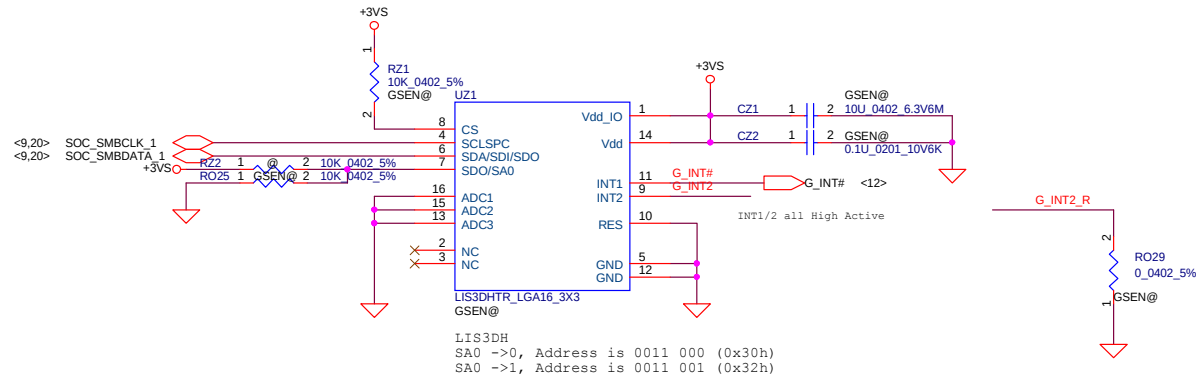 +3VS
1
RZ1
10K_0402_5%
GSEN@
2
UZ1
+3VS
8 CS
4 SCLSPC
6 SDA/SDI/SDO
7 SDO/SA0
16 ADC1
15 ADC2
13 ADC3
2 NC
3 NC
Vdd_IO 1
Vdd 14
INT1 11
INT2 9
RES 10
GND 5
GND 12
<9,20> SOC_SMBCLK_1
<9,20> SOC_SMBDATA_1
+3VS RZ2 1 @ 2 10K_0402_5%
RO25 1 GSEN@ 2 10K_0402_5%
GSEN@
CZ1 1 2 10U_0402_6.3V6M
GSEN@
CZ2 1 2 0.1U_0201_10V6K
G_INT#
G_INT2
G_INT# <12>
INT1/2 all High Active
G_INT2_R
2
RO29
0_0402_5%
1
GSEN@
LIS3DHTR_LGA16_3X3
GSEN@
LIS3DH
SA0 ->0, Address is 0011 000 (0x30h)
SA0 ->1, Address is 0011 001 (0x32h)